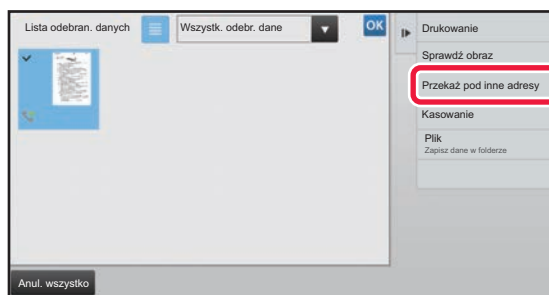 Lista odebran. danych
Wszystk. odebr. dane
OK
Drukowanie
Sprawdź obraz
Przekaż pod inne adresy
Kasowanie
Plik
Zapisz dane w folderze
Anul. wszystko